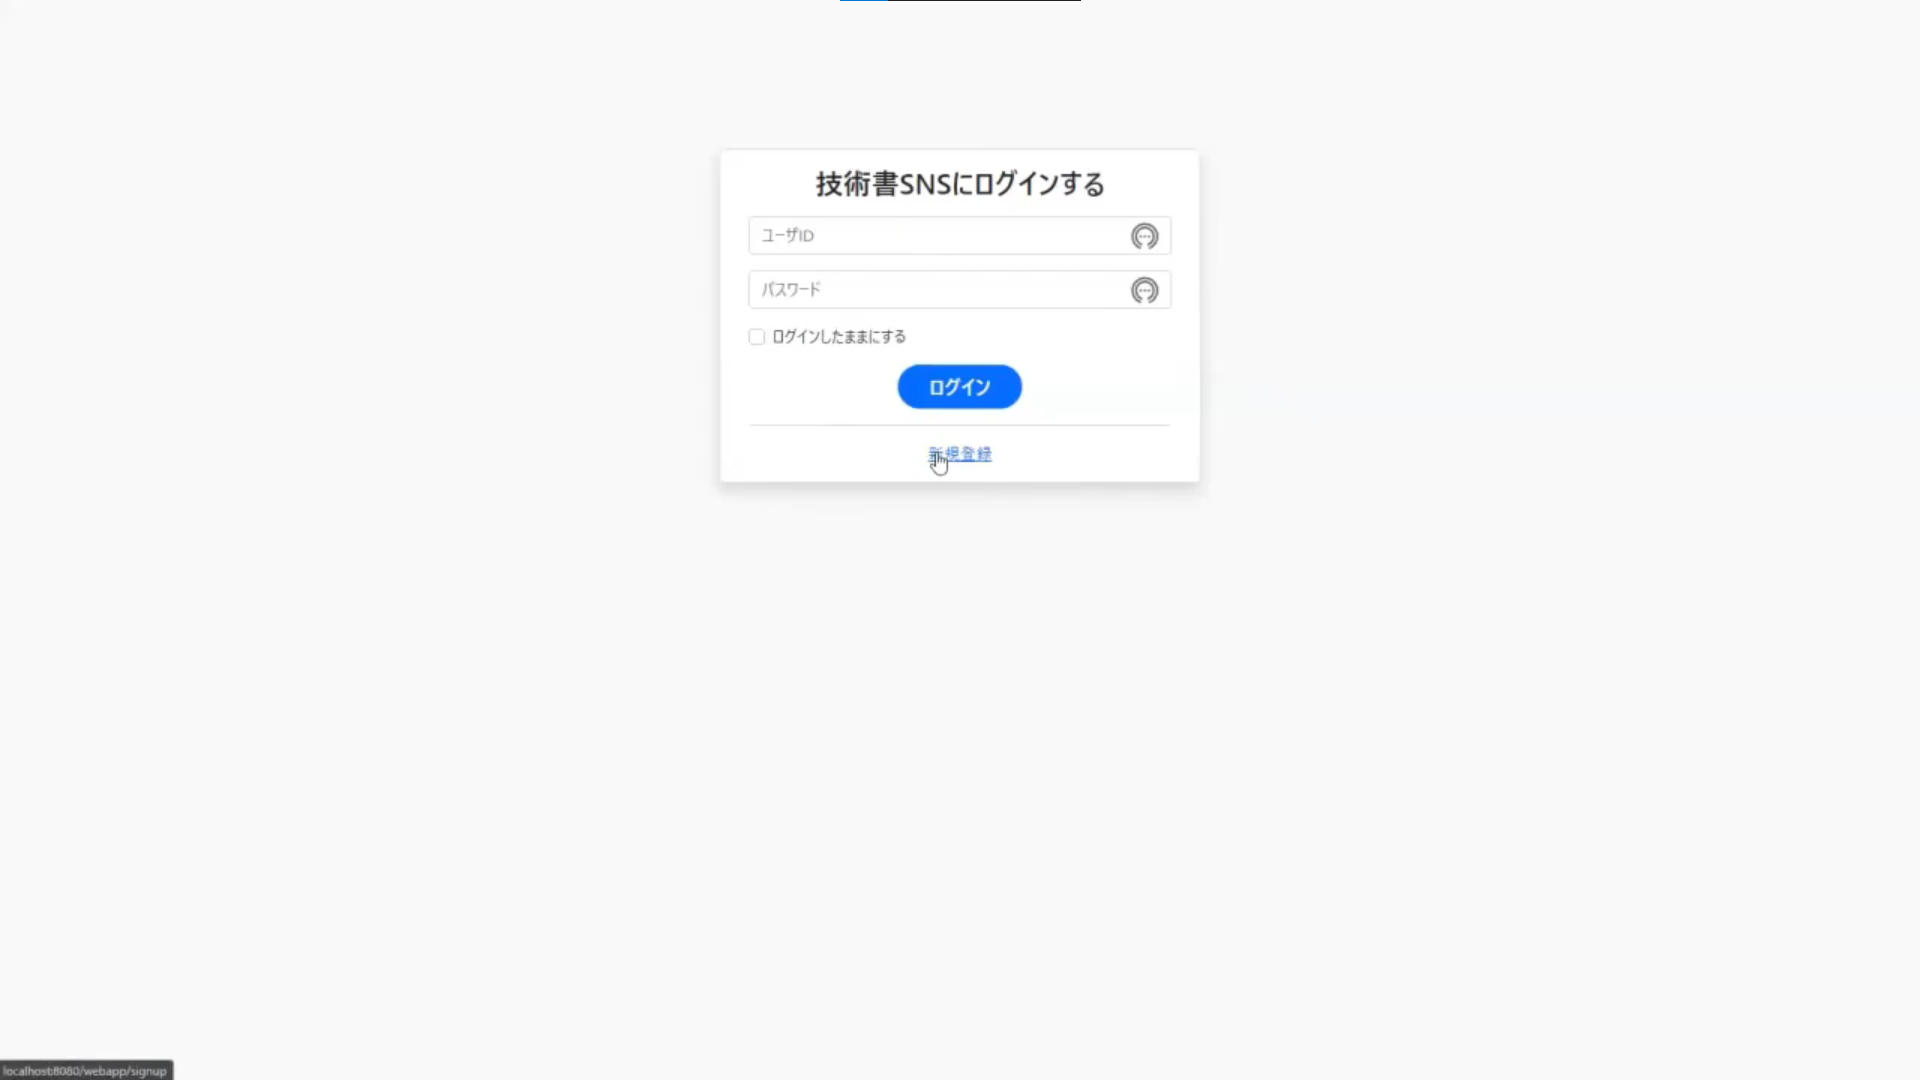 技術書SNSにログインする
ユーザID
パスワード
ログインしたままにする
ログイン
新規登録
localhost:8080/webapp/signup